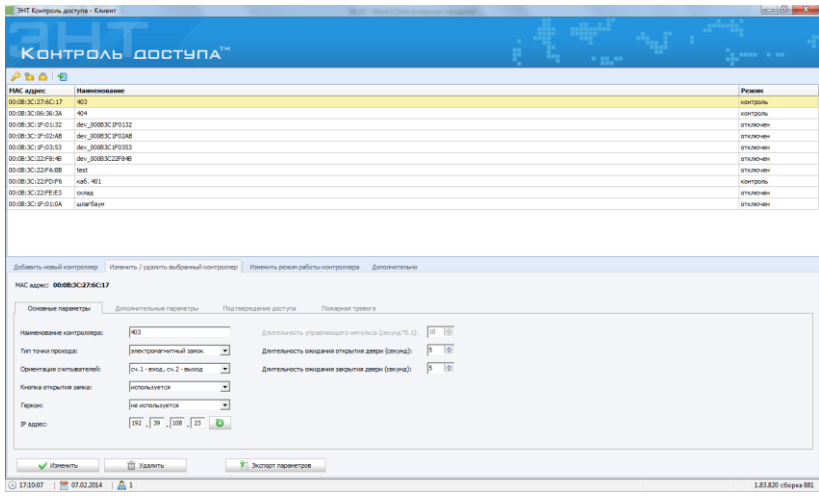 ЭНТ Контроль доступа - Клиент
ЭНТ
КОНТРОЛЬ ДОСТУПА™
MAC адрес Наименование Режим
00:0B:3C:27:6C:17 403 контроль
00:0B:3C:06:36:3A 404 контроль
00:0B:3C:1F:01:32 dev_000B3C1F0132 отключен
00:0B:3C:1F:02:AB dev_000B3C1F02AB отключен
00:0B:3C:1F:03:53 dev_000B3C1F0353 отключен
00:0B:3C:22:F8:4B dev_000B3C22F84B отключен
00:0B:3C:22:FA:BB test отключен
00:0B:3C:22:FD:F6 каб. 401 контроль
00:0B:3C:22:FE:E3 склад отключен
00:0B:3C:1F:01:0A шлагбаум отключен
Добавить новый контроллер Изменить / удалить выбранный контроллер Изменить режим работы контроллера Дополнительно
MAC адрес: 00:0B:3C:27:6C:17
Основные параметры Дополнительные параметры Подтверждение доступа Пожарная тревога
Наименование контроллера: 403 Длительность управляющего импульса (секунд*0.1): 10
Тип точки прохода: электромагнитный замок Длительность ожидания открытия двери (секунд): 5
Ориентация считывателей: сч.1 - вход, сч.2 - выход Длительность ожидания закрытия двери (секунд): 5
Кнопка открытия замка: используется
Геркон: не используется
IP адрес: 192 . 39 . 108 . 23
Изменить Удалить Экспорт параметров
17:10:07 07.02.2014 1 1.83.820 сборка 881